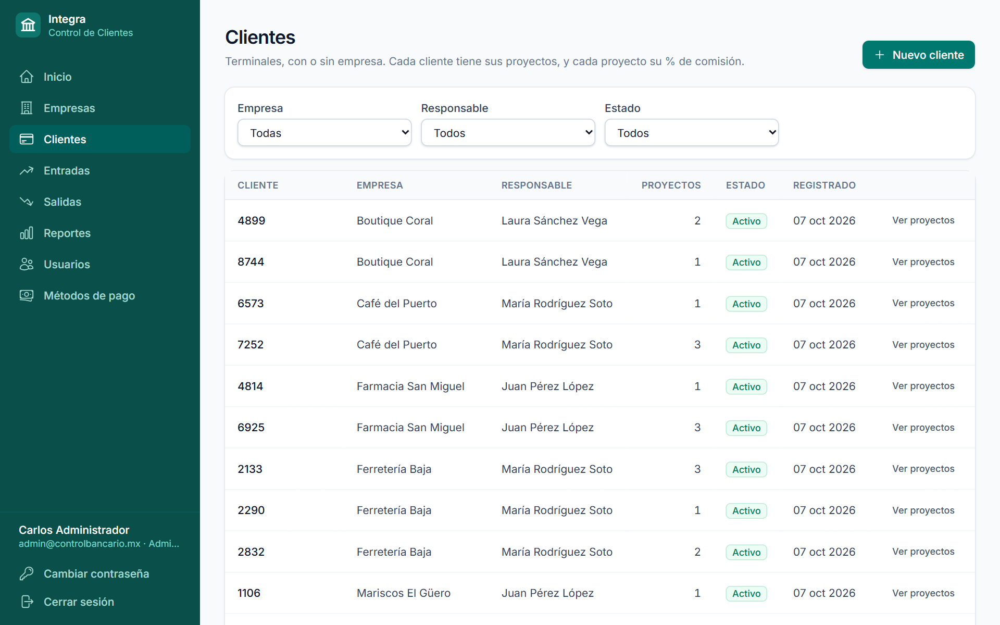 Integra
Control de Clientes
Inicio
Empresas
Clientes
Entradas
Salidas
Reportes
Usuarios
Métodos de pago
Carlos Administrador
admin@controlbancario.mx · Admi...
Cambiar contraseña
Cerrar sesión
Clientes
Terminales, con o sin empresa. Cada cliente tiene sus proyectos, y cada proyecto su % de comisión.
Nuevo cliente
Empresa Responsable Estado
Todas Todos Todos
CLIENTE EMPRESA RESPONSABLE PROYECTOS ESTADO REGISTRADO
4899 Boutique Coral Laura Sánchez Vega 2 Activo 07 oct 2026 Ver proyectos
8744 Boutique Coral Laura Sánchez Vega 1 Activo 07 oct 2026 Ver proyectos
6573 Café del Puerto María Rodríguez Soto 1 Activo 07 oct 2026 Ver proyectos
7252 Café del Puerto María Rodríguez Soto 3 Activo 07 oct 2026 Ver proyectos
4814 Farmacia San Miguel Juan Pérez López 1 Activo 07 oct 2026 Ver proyectos
6925 Farmacia San Miguel Juan Pérez López 3 Activo 07 oct 2026 Ver proyectos
2133 Ferretería Baja María Rodríguez Soto 3 Activo 07 oct 2026 Ver proyectos
2290 Ferretería Baja María Rodríguez Soto 1 Activo 07 oct 2026 Ver proyectos
2832 Ferretería Baja María Rodríguez Soto 2 Activo 07 oct 2026 Ver proyectos
1106 Mariscos El Güero Juan Pérez López 1 Activo 07 oct 2026 Ver proyectos